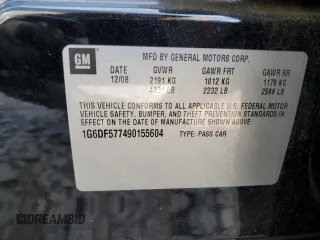 GM
MFD BY GENERAL MOTORS CORP.
DATE GVWR GAWR FRT GAWR RR
12/08 2191 KG 1012 KG 1179 KG
4831 LB 2232 LB 2599 LB
THIS VEHICLE CONFORMS TO ALL APPLICABLE U.S. FEDERAL MOTOR
VEHICLE SAFETY, BUMPER, AND THEFT PREVENTION STANDARDS
IN EFFECT ON THE DATE OF MANUFACTURE SHOWN ABOVE.
1G6DF577490155604 TYPE: PASS CAR
© DREAMBID